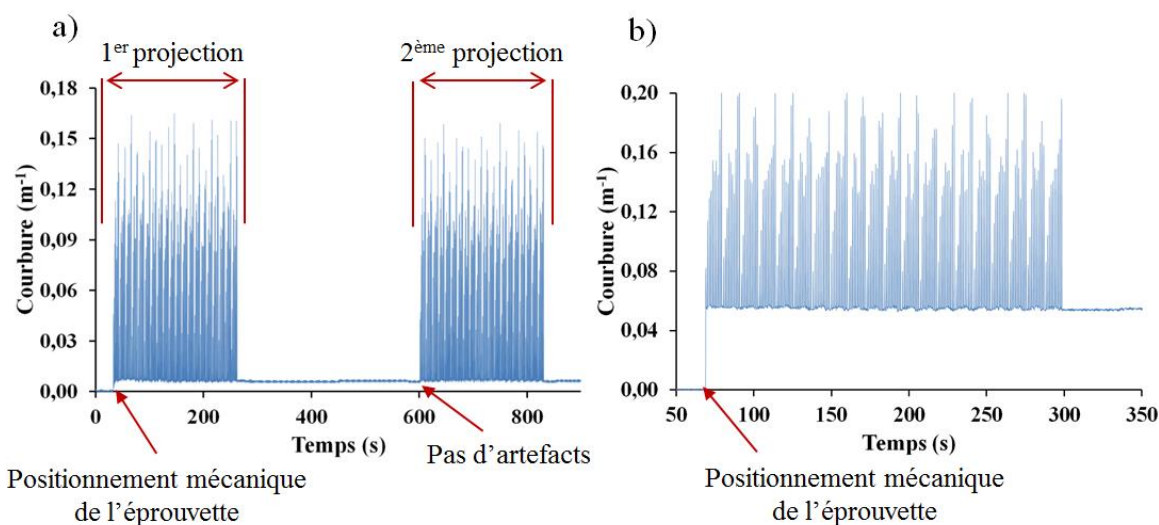 a)
1er projection
2ème projection
0,18
0,15
0,12
0,09
0,06
0,03
0,00
Courbure (m-1)
0
200
400
600
800
Temps (s)
Pas d’artefacts
Positionnement mécanique
de l’éprouvette
b)
0,20
0,16
0,12
0,08
0,04
0,00
Courbure (m-1)
50
100
150
200
250
300
350
Temps (s)
Positionnement mécanique
de l’éprouvette